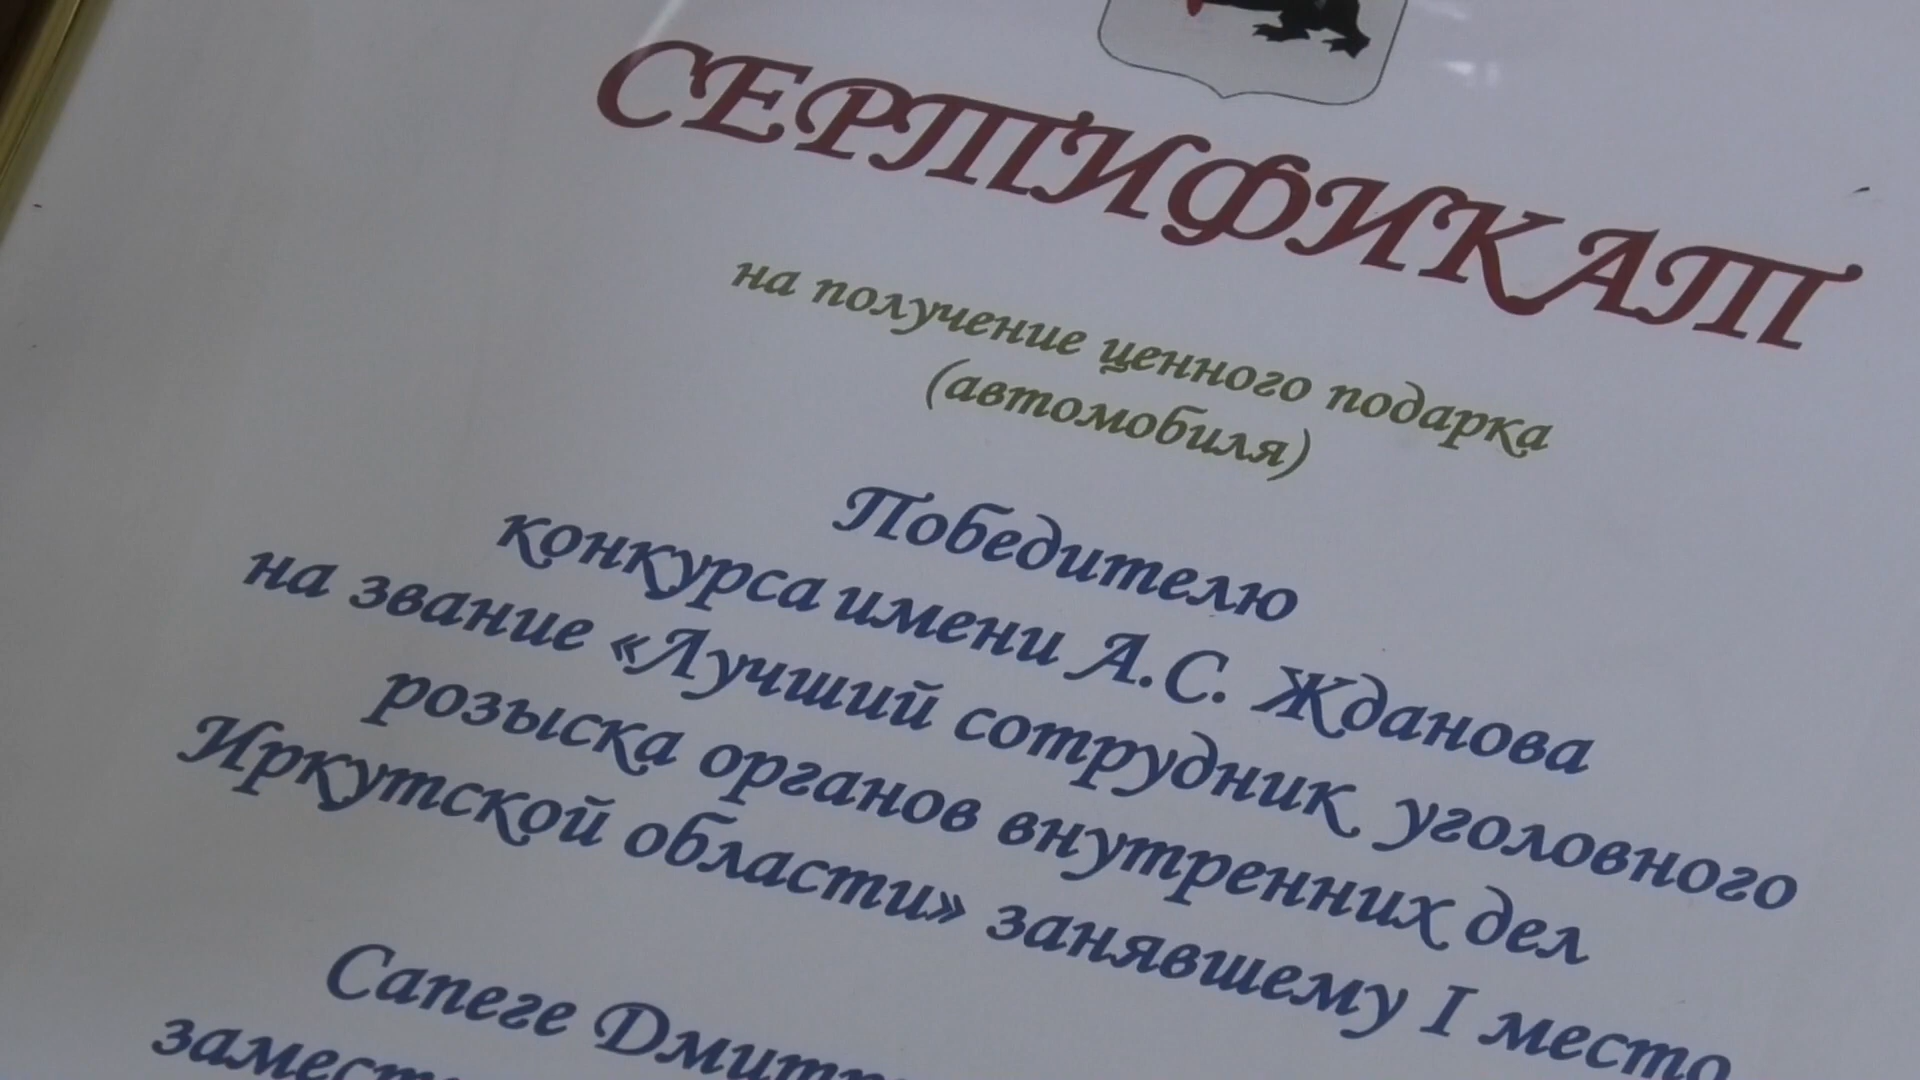 СЕРТИФИКАТ
на получение ценного подарка
(автомобиля)
Победителю
конкурса имени А.С. Жданова
на звание «Лучший сотрудник уголовного
розыска органов внутренних дел
Иркутской области» занявшему I место
Сапеге